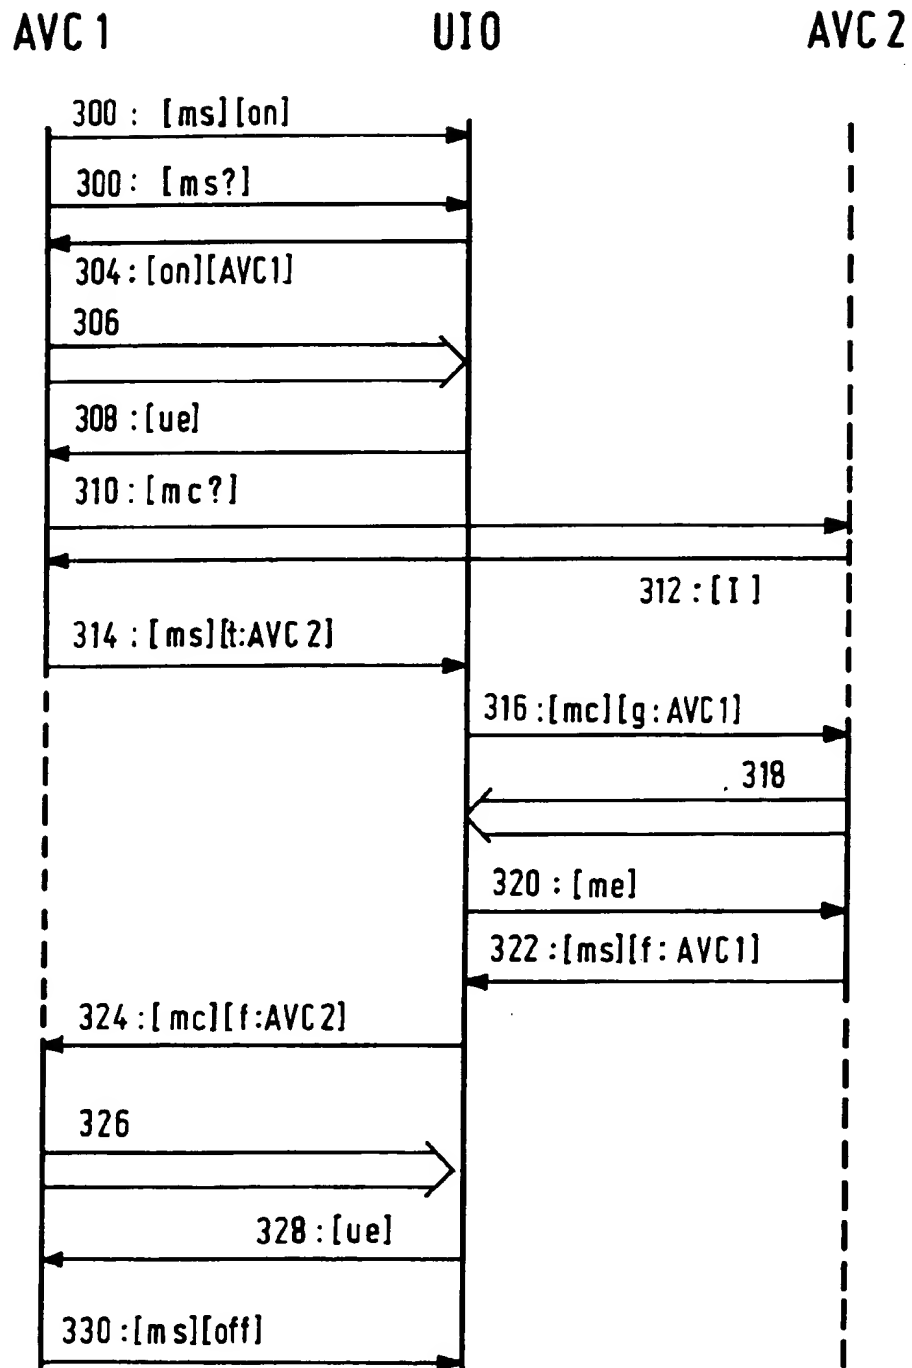 AVC 1 UIO AVC 2
300 : [ms][on]
300 : [ms?]
304 : [on][AVC1]
306
308 : [ue]
310 : [mc?]
312 : [I ]
314 : [ms][t:AVC 2]
316 :[mc][g:AVC1]
318
320 : [me]
322 :[ms][f: AVC1]
324 :[mc][f:AVC2]
326
328 : [ue]
330 :[ms][off]